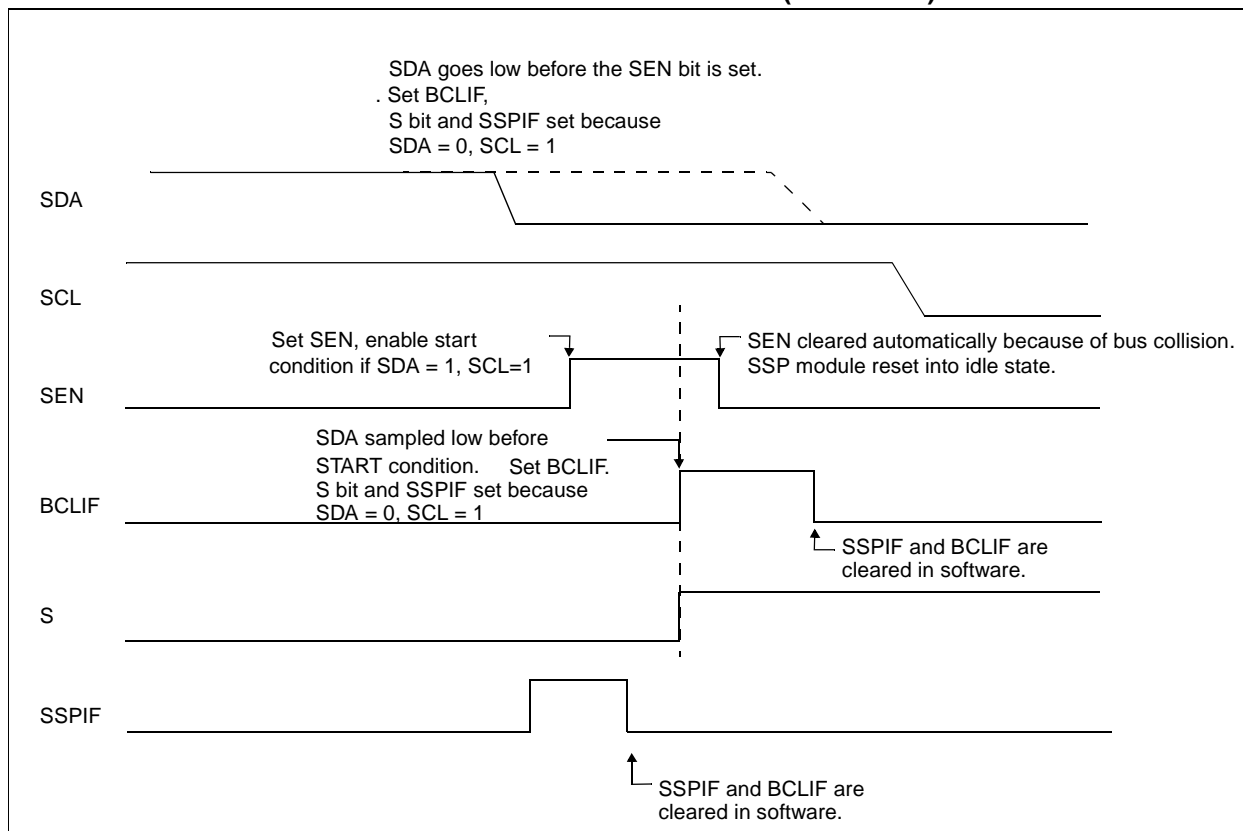 SDA goes low before the SEN bit is set.
. Set BCLIF,
S bit and SSPIF set because
SDA = 0, SCL = 1
SDA
SCL
Set SEN, enable start
condition if SDA = 1, SCL=1
SEN cleared automatically because of bus collision.
SSP module reset into idle state.
SEN
SDA sampled low before
START condition. Set BCLIF.
S bit and SSPIF set because
SDA = 0, SCL = 1
BCLIF
SSPIF and BCLIF are
cleared in software.
S
SSPIF
SSPIF and BCLIF are
cleared in software.